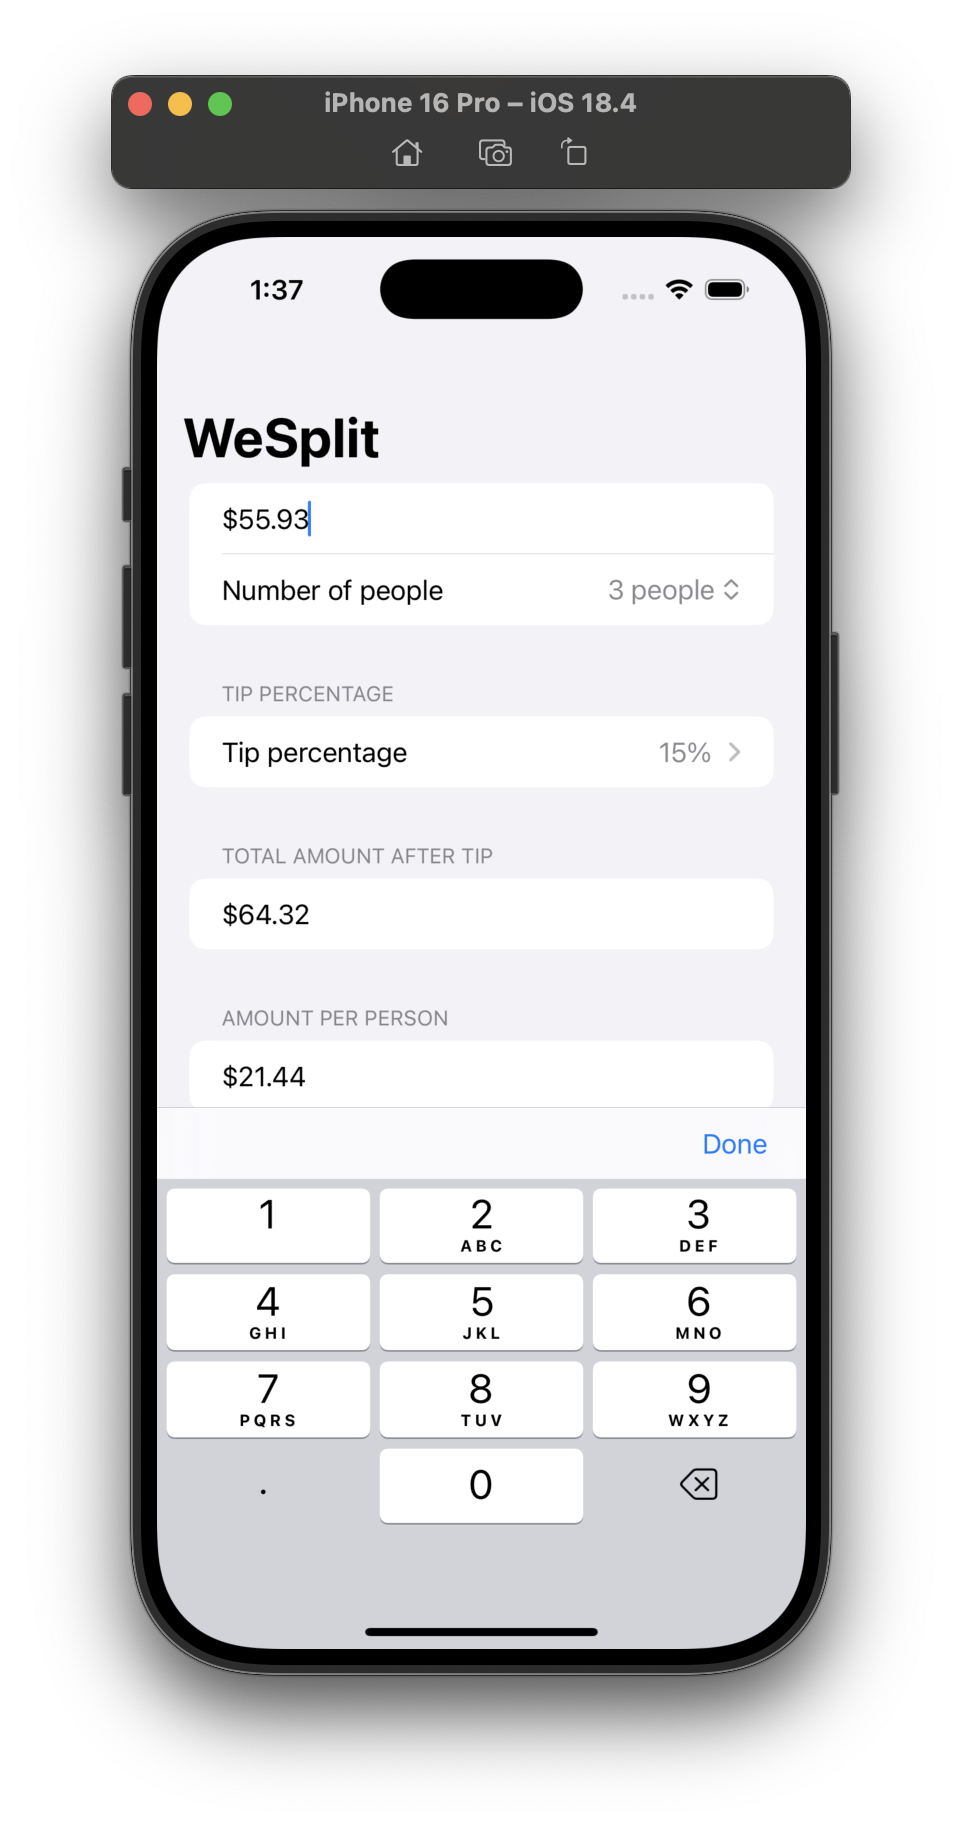 iPhone 16 Pro – iOS 18.4
1:37
WeSplit
$55.93
Number of people 3 people
TIP PERCENTAGE
Tip percentage 15%
TOTAL AMOUNT AFTER TIP
$64.32
AMOUNT PER PERSON
$21.44
Done
1 2 3
ABC DEF
4 5 6
GHI JKL MNO
7 8 9
PQRS TUV WXYZ
. 0